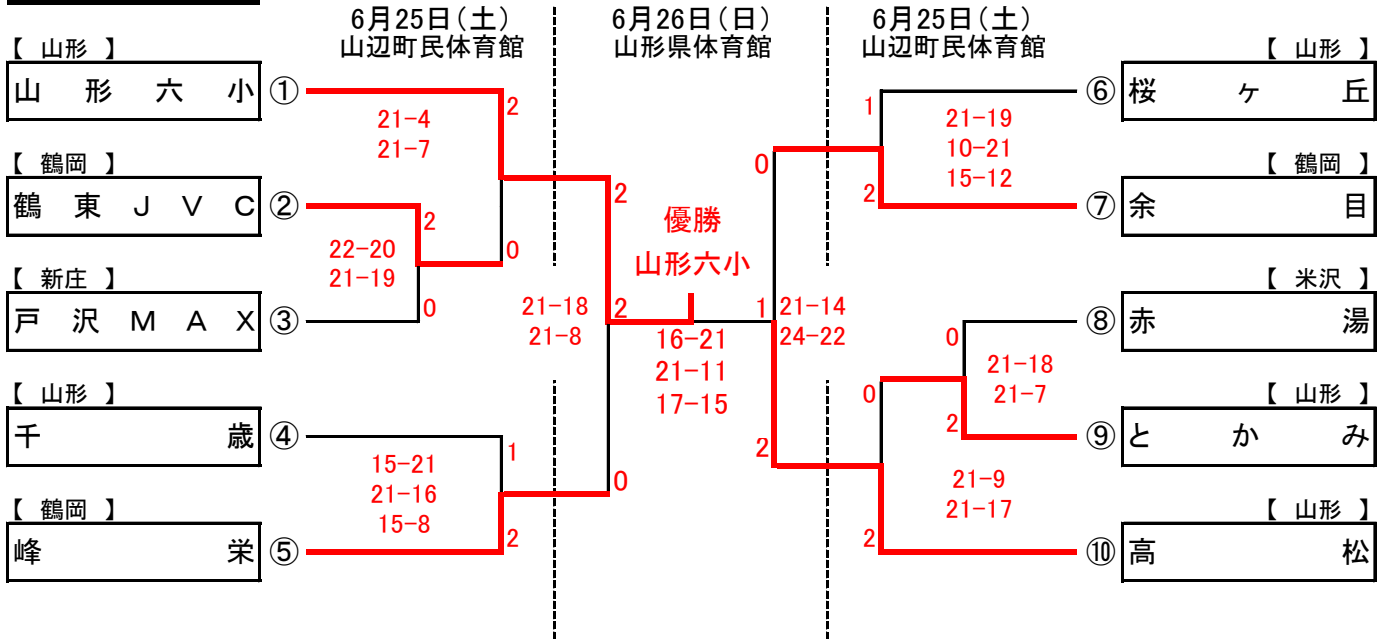 6月25日(土)
山辺町民体育館
6月26日(日)
山形県体育館
6月25日(土)
山辺町民体育館
【 山形 】
山形六小
①
【 鶴岡 】
鶴東JVC
②
【 新庄 】
戸沢MAX
③
【 山形 】
千歳
④
【 鶴岡 】
峰栄
⑤
2
21-4
21-7
2
22-20
21-19
0
0
1
15-21
21-16
15-8
2
2
21-18
21-8
0
優勝
山形六小
2
1
16-21
21-11
17-15
0
21-14
24-22
2
1
21-19
10-21
15-12
2
0
21-18
21-7
2
0
21-9
21-17
2
【 山形 】
⑥
桜ヶ丘
【 鶴岡 】
⑦
余目
【 米沢 】
⑧
赤湯
【 山形 】
⑨
とかみ
【 山形 】
⑩
高松